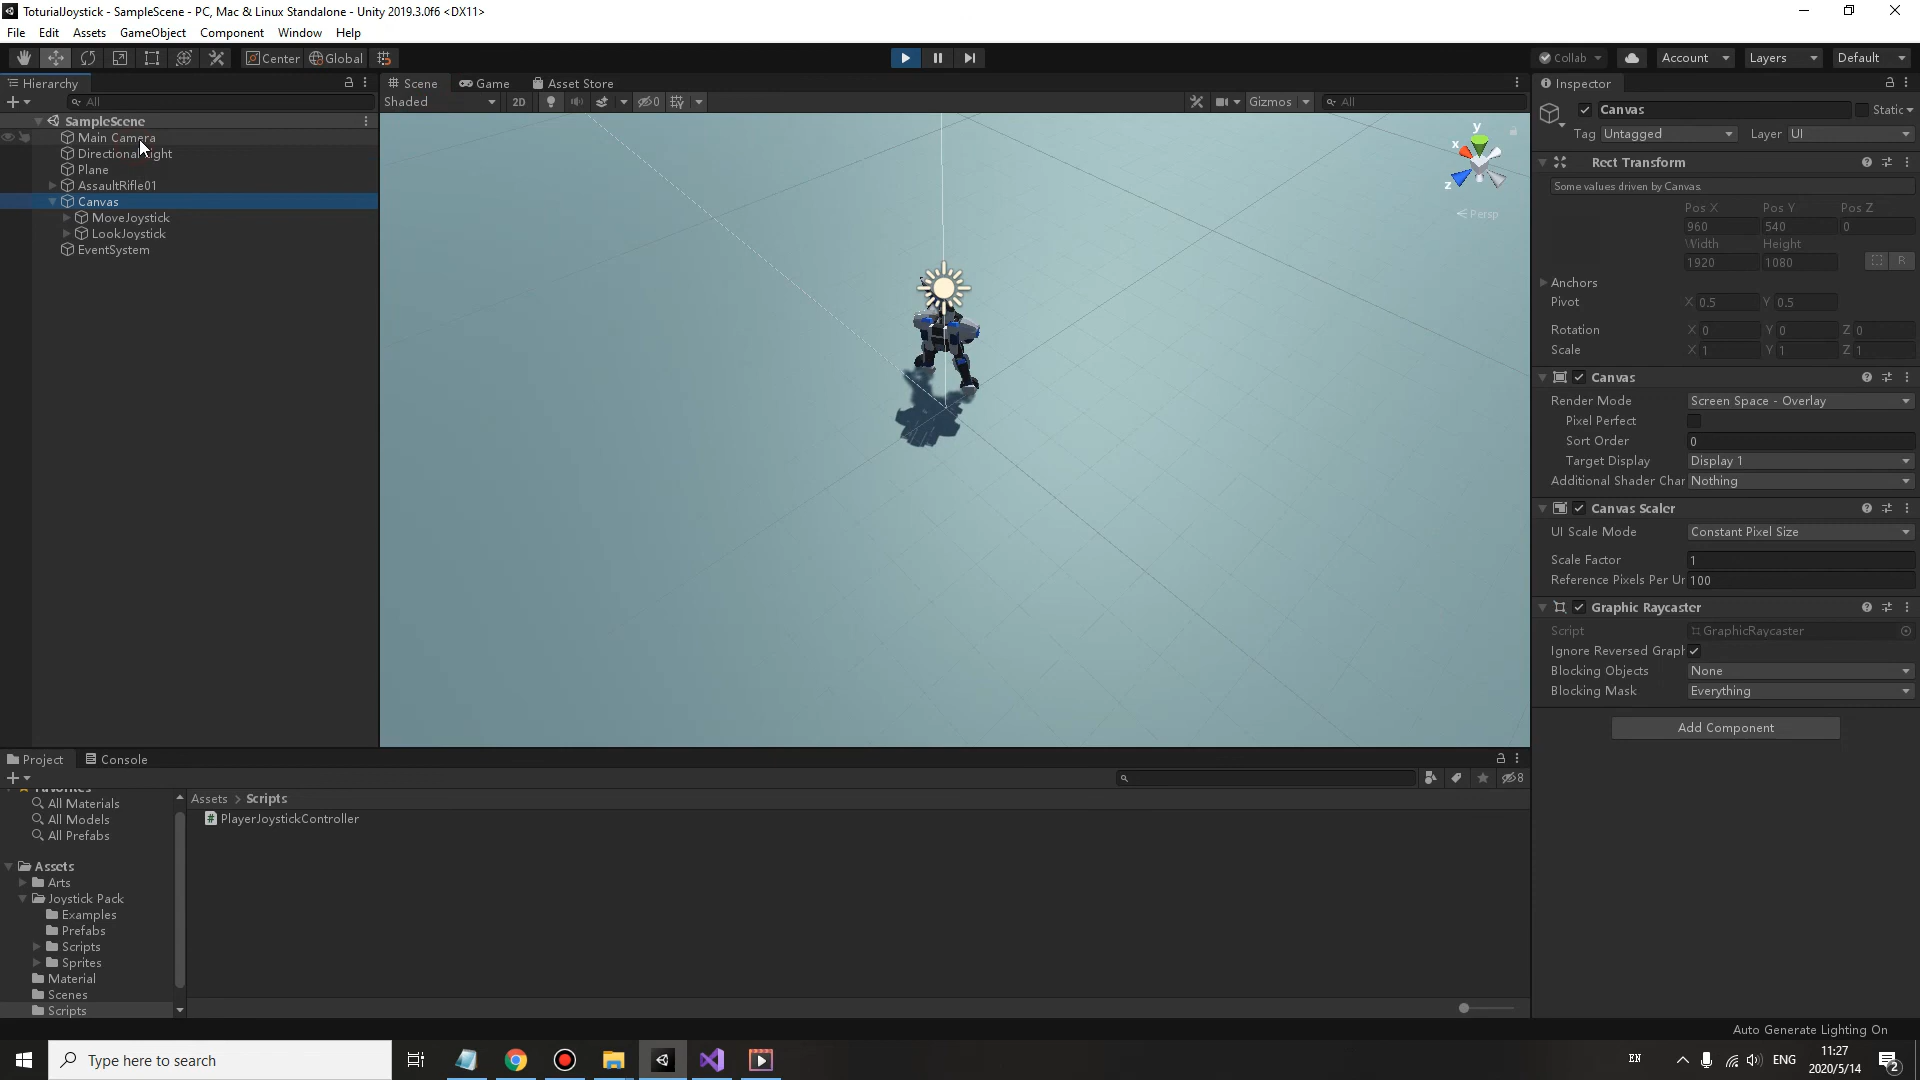 ToturialJoystick - SampleScene - PC, Mac & Linux Standalone - Unity 2019.3.0f6 <DX11>
File Edit Assets GameObject Component Window Help
Center Global Collab Account Layers Default
Hierarchy
All
SampleScene
Main Camera
Directional Light
Plane
AssaultRifle01
Canvas
MoveJoystick
LookJoystick
EventSystem
Scene Game Asset Store
Shaded 2D 0 Gizmos All
y
x
z
Persp
Inspector
Canvas Static
Tag Untagged Layer UI
Rect Transform
Some values driven by Canvas.
Pos X Pos Y Pos Z
960 540 0
Width Height
1920 1080 R
Anchors
Pivot X 0.5 Y 0.5
Rotation X 0 Y 0 Z 0
Scale X 1 Y 1 Z 1
Canvas
Render Mode Screen Space - Overlay
Pixel Perfect
Sort Order 0
Target Display Display 1
Additional Shader Char Nothing
Canvas Scaler
UI Scale Mode Constant Pixel Size
Scale Factor 1
Reference Pixels Per Ur 100
Graphic Raycaster
Script GraphicRaycaster
Ignore Reversed Graph
Blocking Objects None
Blocking Mask Everything
Add Component
Project Console
8
All Materials
All Models
All Prefabs
Assets
Arts
Joystick Pack
Examples
Prefabs
Scripts
Sprites
Material
Scenes
Scripts
Assets > Scripts
PlayerJoystickController
Auto Generate Lighting On
Type here to search
EN ENG 11:27
2020/5/14 2